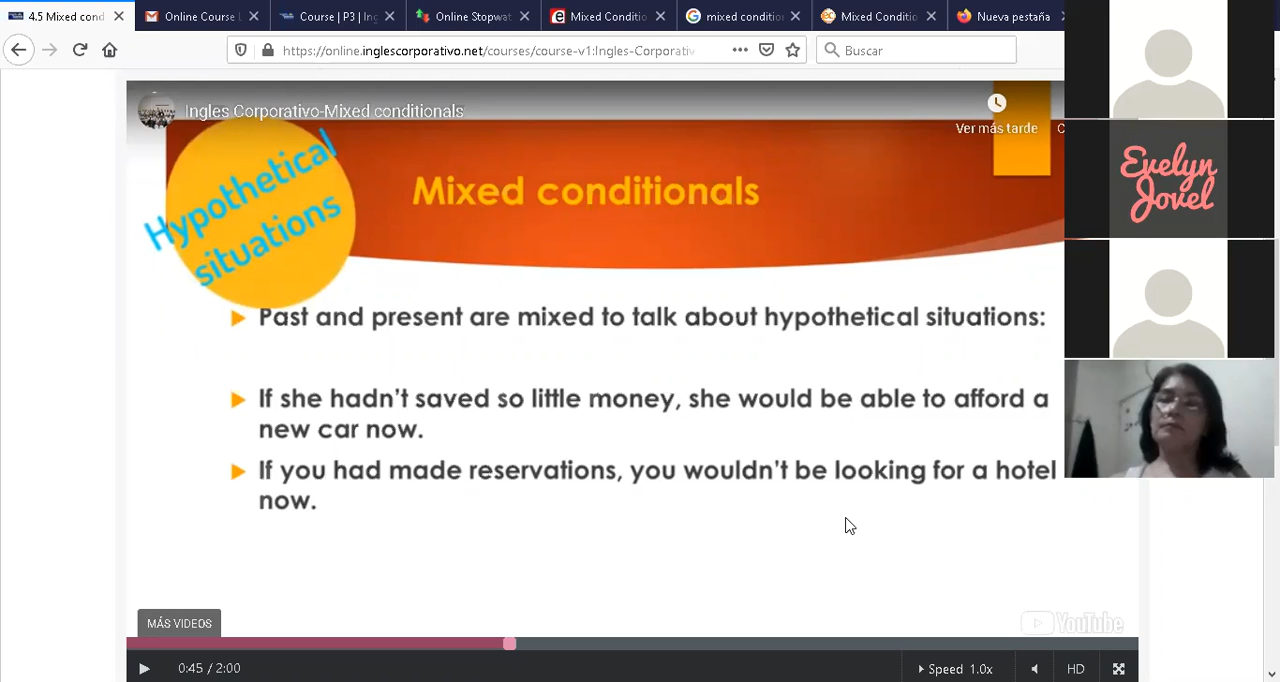 4.5 Mixed cond
Online Course
Course | P3 | Ing
Online Stopwat
Mixed Conditio
mixed conditio
Mixed Conditio
Nueva pestaña
https://online.inglescorporativo.net/courses/course-v1:Ingles-Corporativ
Buscar
Ingles Corporativo-Mixed conditionals
Ver más tarde
Hypothetical
situations
Mixed conditionals
Evelyn
Jovel
Past and present are mixed to talk about hypothetical situations:
If she hadn't saved so little money, she would be able to afford a
new car now.
If you had made reservations, you wouldn't be looking for a hotel
now.
MÁS VIDEOS
YouTube
0:45 / 2:00
Speed 1.0x
HD